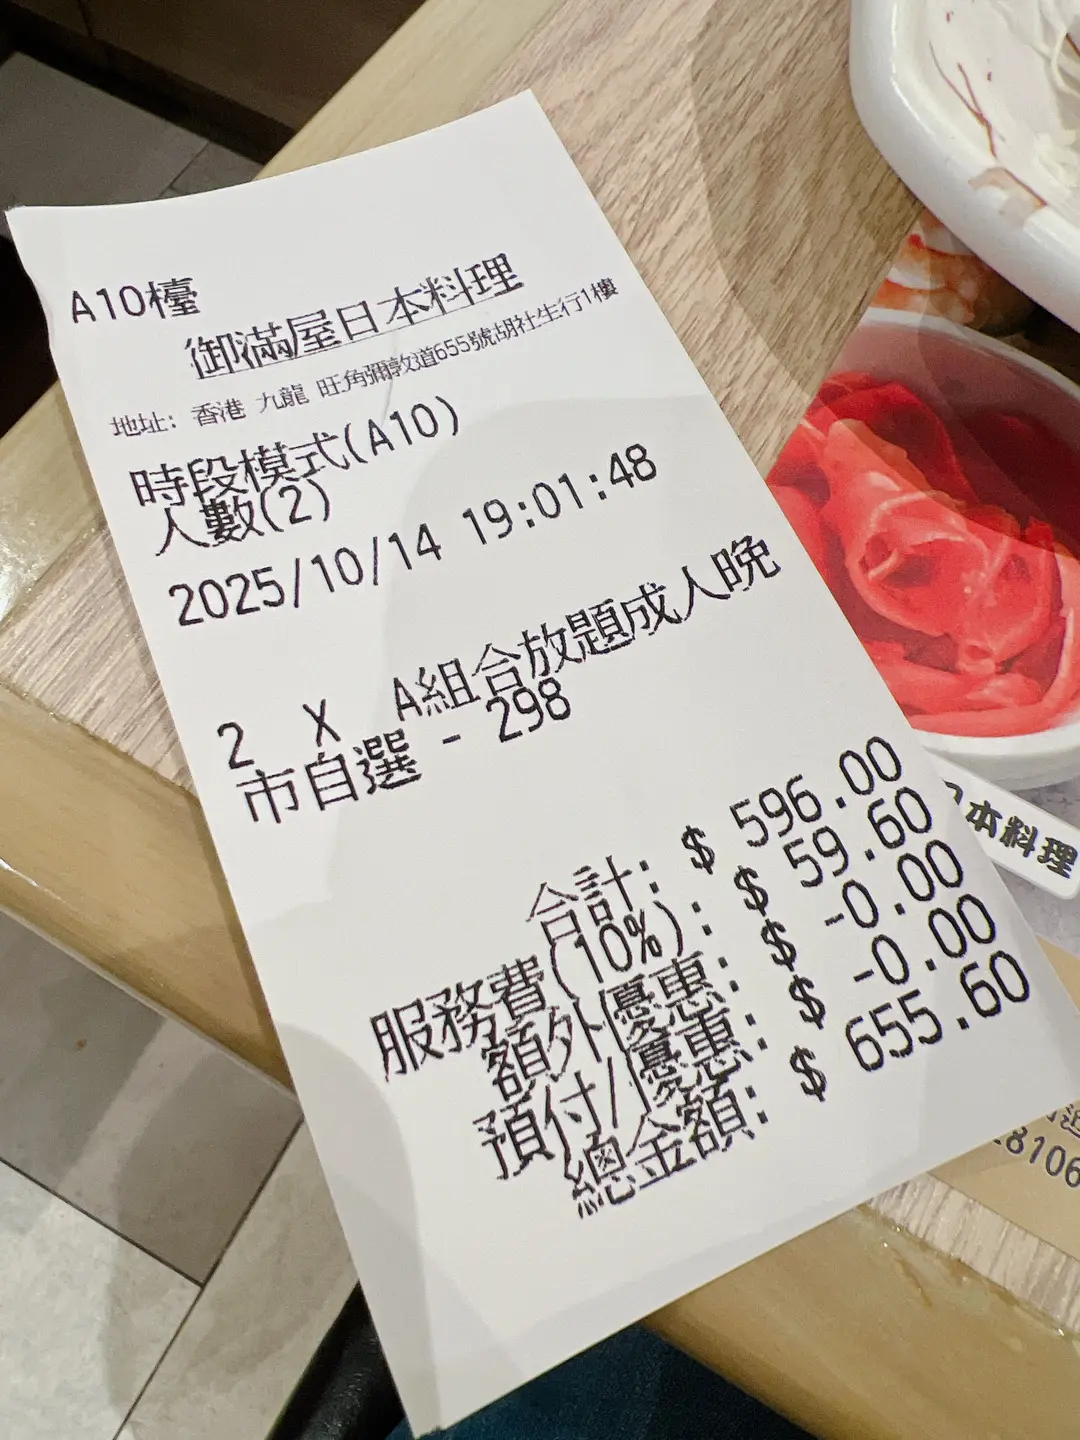 A10檯
御滿屋日本料理
地址: 香港 九龍 旺角彌敦道655號胡社生行1樓
時段模式(A10)
人數(2)
2025/10/14 19:01:48
2 X A組合放題成人晚
市自選 - 298
合計: $ 596.00
服務費(10%): $ 59.60
額外優惠: $ -0.00
預付/優惠: $ -0.00
總金額: $ 655.60
本料理
8106